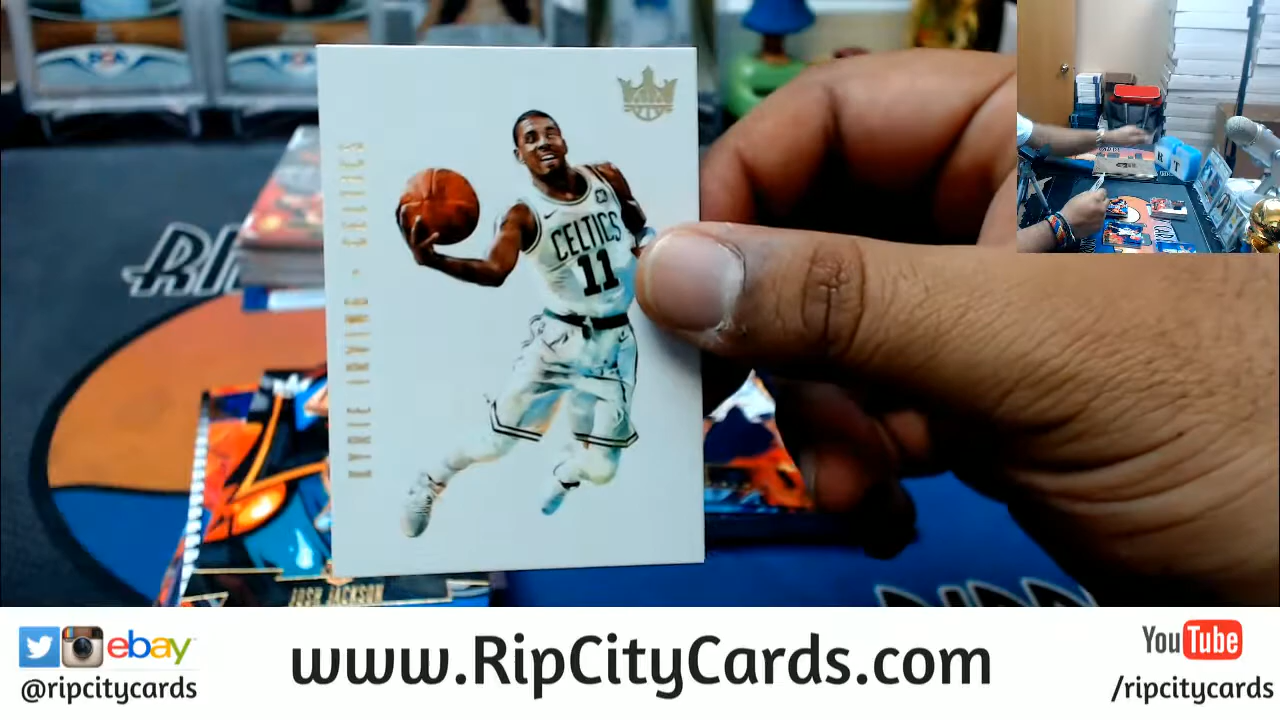 KYRIE IRVING • CELTICS
CELTICS
11
JOSH JACKSON
R T
ebay
@ripcitycards
www.RipCityCards.com
YouTube
/ripcitycards